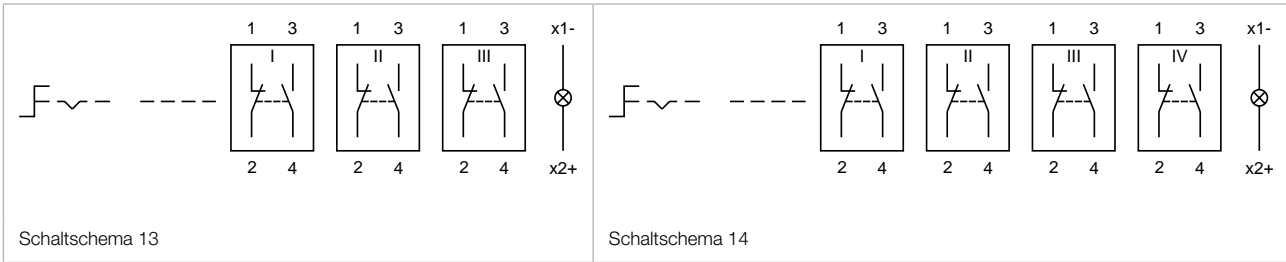 1 3 1 3 1 3 x1-
I II III
2 4 2 4 2 4 x2+
Schaltschema 13
1 3 1 3 1 3 1 3 x1-
I II III IV
2 4 2 4 2 4 2 4 x2+
Schaltschema 14